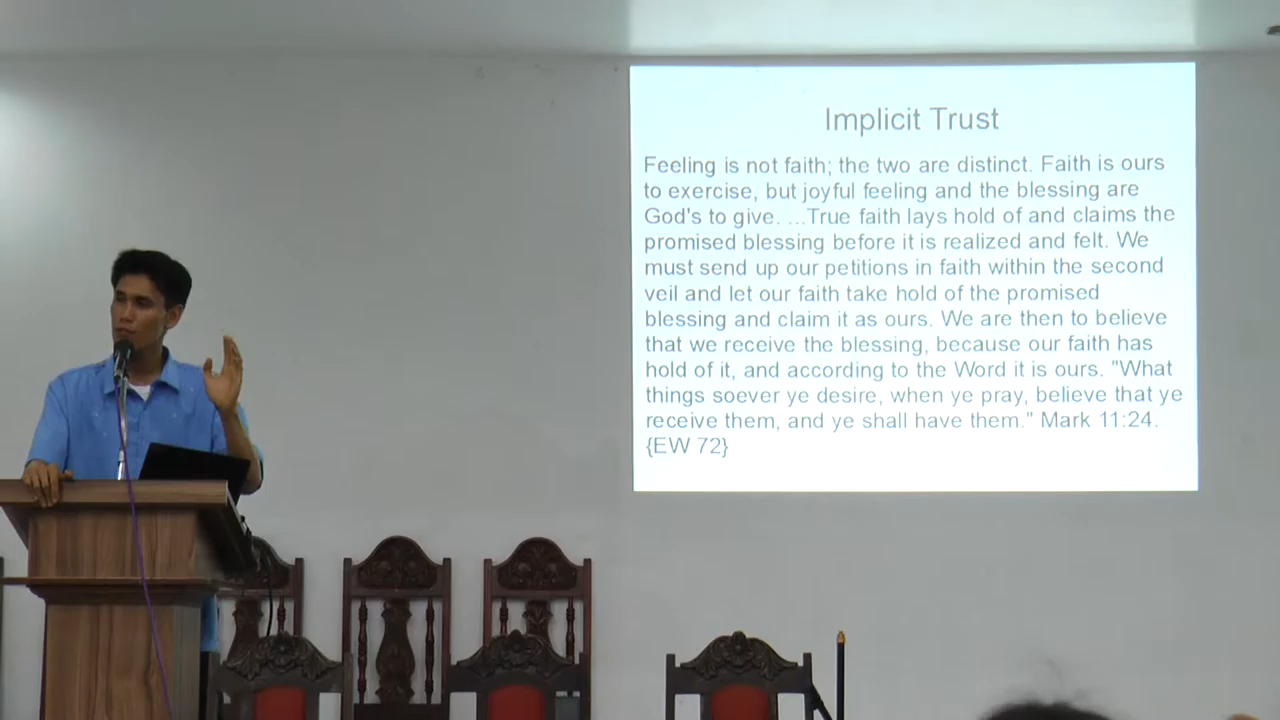 Implicit Trust
Feeling is not faith; the two are distinct. Faith is ours
to exercise, but joyful feeling and the blessing are
God's to give. ...True faith lays hold of and claims the
promised blessing before it is realized and felt. We
must send up our petitions in faith within the second
veil and let our faith take hold of the promised
blessing and claim it as ours. We are then to believe
that we receive the blessing, because our faith has
hold of it, and according to the Word it is ours. "What
things soever ye desire, when ye pray, believe that ye
receive them, and ye shall have them." Mark 11:24.
{EW 72}